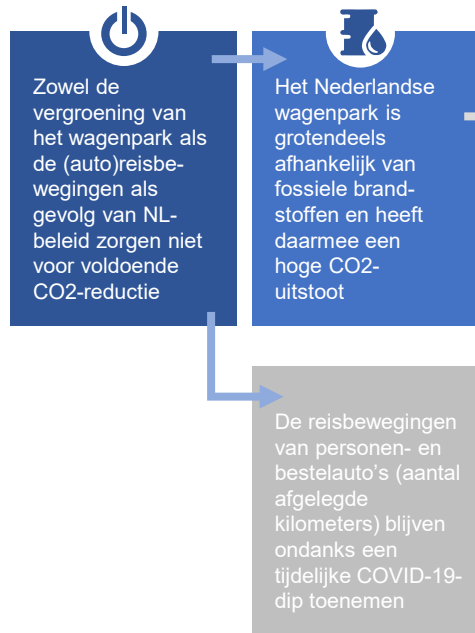 Zowel de
vergroening van
het wagenpark als
de (auto)reisbe-
wegingen als
gevolg van NL-
beleid zorgen niet
voor voldoende
CO2-reductie
Het Nederlandse
wagenpark is
grotendeels
afhankelijk van
fossiele brand-
stoffen en heeft
daarmee een
hoge CO2-
uitstoot
De reisbewegingen
van personen- en
bestelauto’s (aantal
afgelegde
kilometers) blijven
ondanks een
tijdelijke COVID-19-
dip toenemen